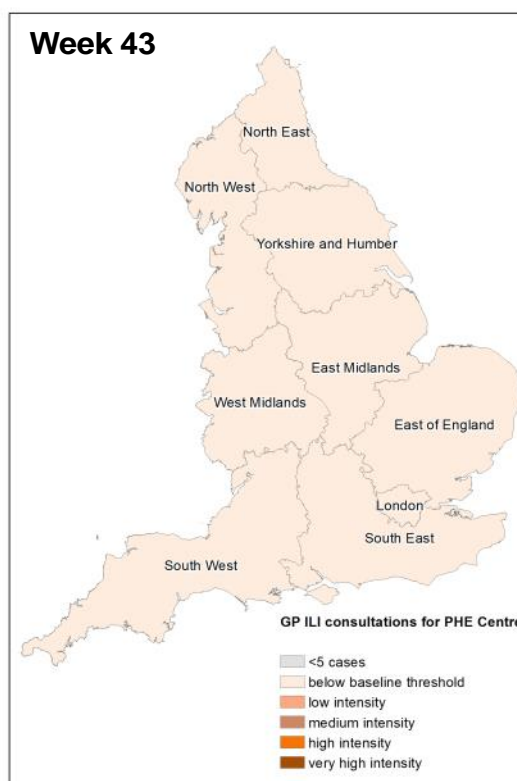 Week 43
North East
North West
Yorkshire and Humber
East Midlands
West Midlands
East of England
London
South East
South West
GP ILI consultations for PHE Centre
<5 cases
below baseline threshold
low intensity
medium intensity
high intensity
very high intensity